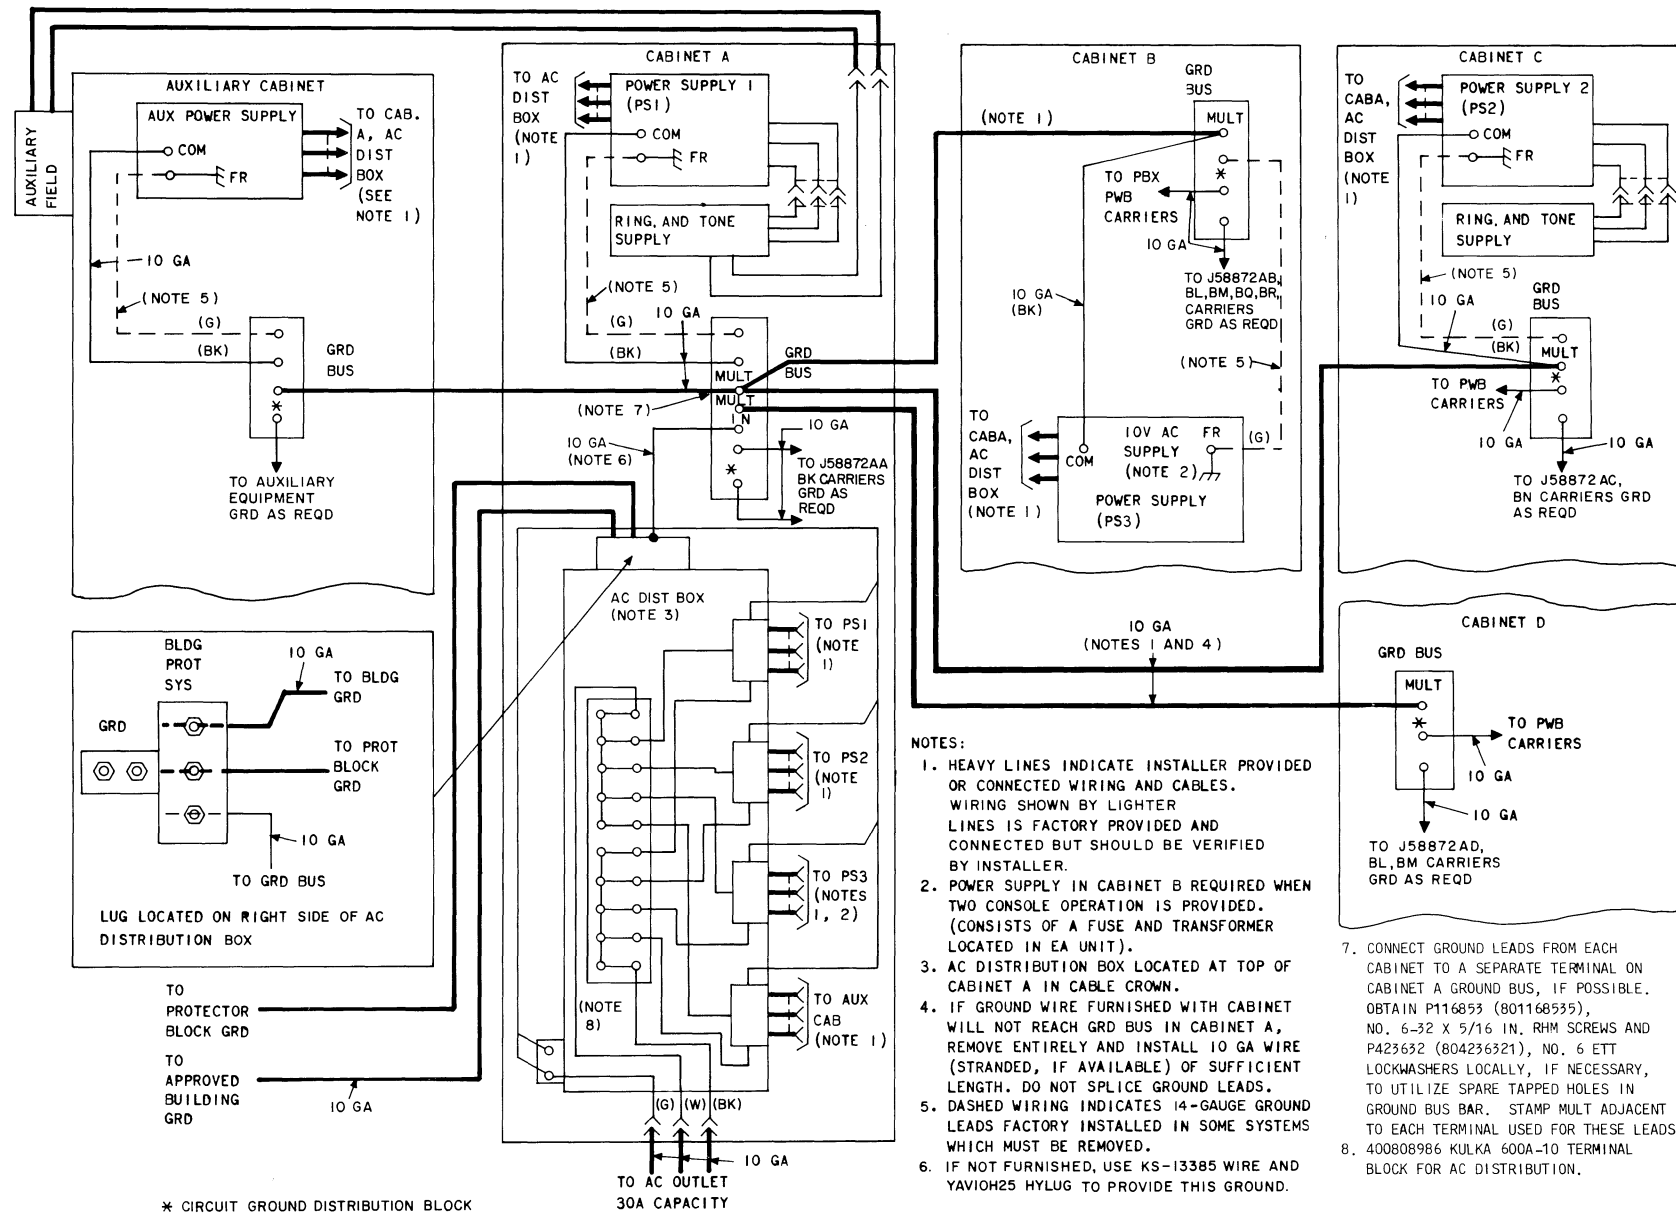 AUXILIARY
FIELD
AUXILIARY CABINET
AUX POWER SUPPLY
COM
FR
TO CAB.
A, AC
DIST
BOX
(SEE
NOTE 1)
10 GA
(NOTE 5)
(G)
(BK)
GRD
BUS
*
TO AUXILIARY
EQUIPMENT
GRD AS REQD
CABINET A
TO AC
DIST
BOX
(NOTE
1)
POWER SUPPLY 1
(PS1)
COM
FR
RING, AND TONE
SUPPLY
(NOTE 5)
10 GA
(G)
(BK)
MULT
GRD
BUS
MULT
IN
(NOTE 7)
10 GA
(NOTE 6)
10 GA
*
TO J58872AA
BK CARRIERS
GRD AS
REQD
AC DIST BOX
(NOTE 3)
TO PS1
(NOTE
1)
TO PS2
(NOTE
1)
TO PS3
(NOTES
1, 2)
TO AUX
CAB
(NOTE 1)
(NOTE
8)
(G) (W) (BK)
10 GA
TO AC OUTLET
30A CAPACITY
CABINET B
GRD
BUS
MULT
(NOTE 1)
*
TO PBX
PWB
CARRIERS
10 GA
TO J58872AB,
BL,BM,BQ,BR,
CARRIERS
GRD AS REQD
10 GA
(BK)
(NOTE 5)
TO
CABA,
AC
DIST
BOX
(NOTE 1)
COM
10V AC
SUPPLY
(NOTE 2)
FR
(G)
POWER SUPPLY
(PS3)
CABINET C
TO
CABA,
AC
DIST
BOX
(NOTE
1)
POWER SUPPLY 2
(PS2)
COM
FR
RING, AND TONE
SUPPLY
(NOTE 5)
10 GA
GRD
BUS
(G)
(BK)
MULT
*
TO PWB
CARRIERS
10 GA
10 GA
TO J58872AC,
BN CARRIERS GRD
AS REQD
10 GA
(NOTES 1 AND 4)
CABINET D
GRD BUS
MULT
*
TO PWB
CARRIERS
10 GA
10 GA
TO J58872AD,
BL,BM CARRIERS
GRD AS REQD
BLDG
PROT
SYS
10 GA
TO BLDG
GRD
GRD
TO PROT
BLOCK
GRD
10 GA
TO GRD BUS
LUG LOCATED ON RIGHT SIDE OF AC
DISTRIBUTION BOX
TO
PROTECTOR
BLOCK GRD
TO
APPROVED
BUILDING
GRD
10 GA
* CIRCUIT GROUND DISTRIBUTION BLOCK
NOTES:
1. HEAVY LINES INDICATE INSTALLER PROVIDED
OR CONNECTED WIRING AND CABLES.
WIRING SHOWN BY LIGHTER
LINES IS FACTORY PROVIDED AND
CONNECTED BUT SHOULD BE VERIFIED
BY INSTALLER.
2. POWER SUPPLY IN CABINET B REQUIRED WHEN
TWO CONSOLE OPERATION IS PROVIDED.
(CONSISTS OF A FUSE AND TRANSFORMER
LOCATED IN EA UNIT).
3. AC DISTRIBUTION BOX LOCATED AT TOP OF
CABINET A IN CABLE CROWN.
4. IF GROUND WIRE FURNISHED WITH CABINET
WILL NOT REACH GRD BUS IN CABINET A,
REMOVE ENTIRELY AND INSTALL 10 GA WIRE
(STRANDED, IF AVAILABLE) OF SUFFICIENT
LENGTH. DO NOT SPLICE GROUND LEADS.
5. DASHED WIRING INDICATES 14-GAUGE GROUND
LEADS FACTORY INSTALLED IN SOME SYSTEMS
WHICH MUST BE REMOVED.
6. IF NOT FURNISHED, USE KS-13385 WIRE AND
YAV10H25 HYLUG TO PROVIDE THIS GROUND.
7. CONNECT GROUND LEADS FROM EACH
CABINET TO A SEPARATE TERMINAL ON
CABINET A GROUND BUS, IF POSSIBLE.
OBTAIN P116853 (801168535),
NO. 6-32 X 5/16 IN. RHM SCREWS AND
P423632 (804236321), NO. 6 ETT
LOCKWASHERS LOCALLY, IF NECESSARY,
TO UTILIZE SPARE TAPPED HOLES IN
GROUND BUS BAR. STAMP MULT ADJACENT
TO EACH TERMINAL USED FOR THESE LEADS
8. 400808986 KULKA 600A-10 TERMINAL
BLOCK FOR AC DISTRIBUTION.